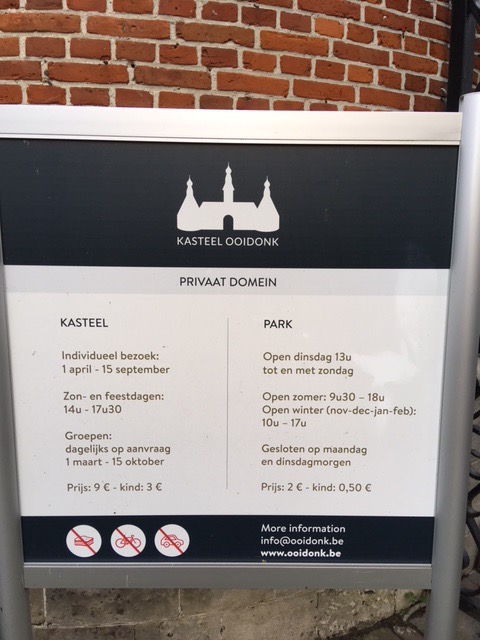 KASTEEL OOIDONK
PRIVAAT DOMEIN
KASTEEL
Individueel bezoek:
1 april - 15 september
Zon- en feestdagen:
14u - 17u30
Groepen:
dagelijks op aanvraag
1 maart - 15 oktober
Prijs: 9 € - kind: 3 €
PARK
Open dinsdag 13u
tot en met zondag
Open zomer: 9u30 – 18u
Open winter (nov-dec-jan-feb):
10u – 17u
Gesloten op maandag
en dinsdagmorgen
Prijs: 2 € - kind: 0,50 €
More information
info@ooidonk.be
www.ooidonk.be